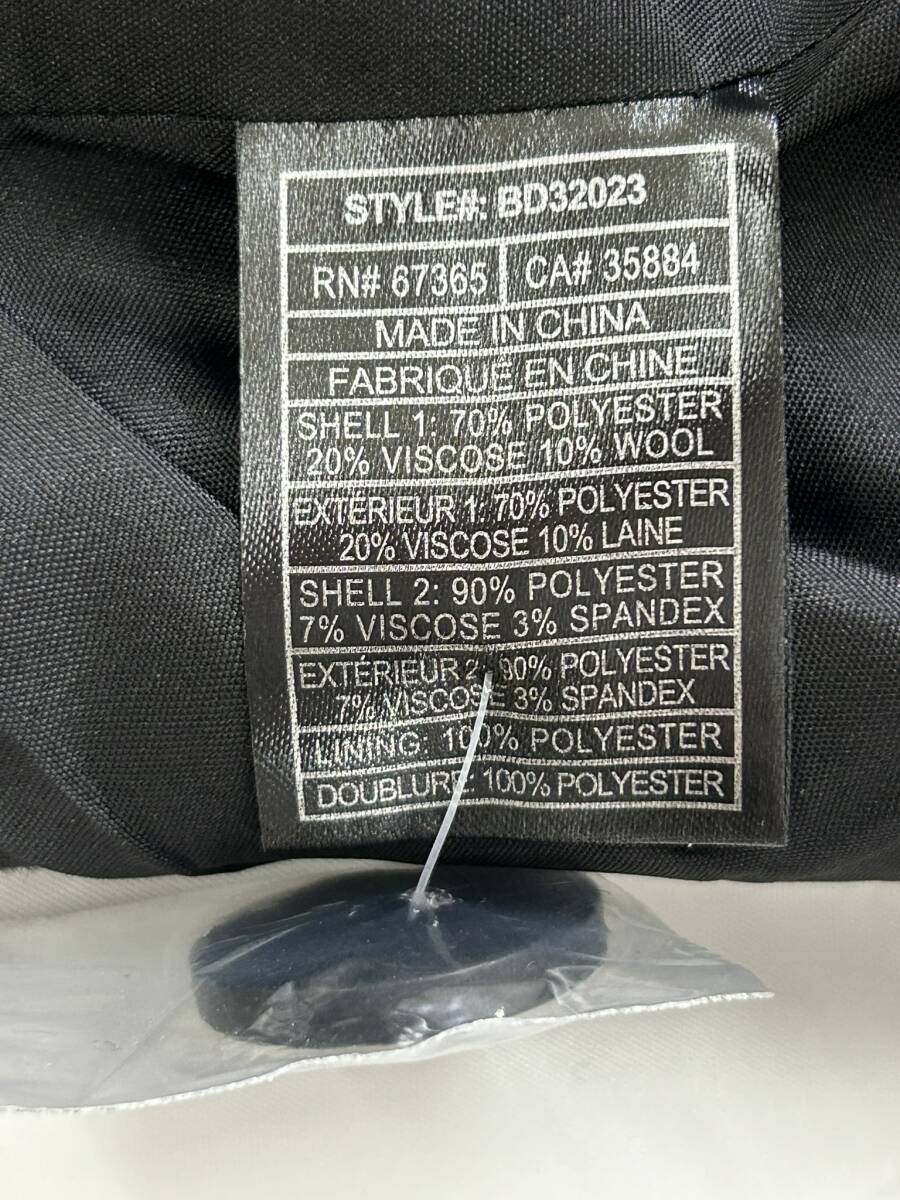 STYLE#: BD32023
RN# 67365 CA# 35884
MADE IN CHINA
FABRIQUE EN CHINE
SHELL 1: 70% POLYESTER
20% VISCOSE 10% WOOL
EXTÉRIEUR 1: 70% POLYESTER
20% VISCOSE 10% LAINE
SHELL 2: 90% POLYESTER
7% VISCOSE 3% SPANDEX
EXTÉRIEUR 2: 90% POLYESTER
7% VISCOSE 3% SPANDEX
LINING: 100% POLYESTER
DOUBLURE: 100% POLYESTER